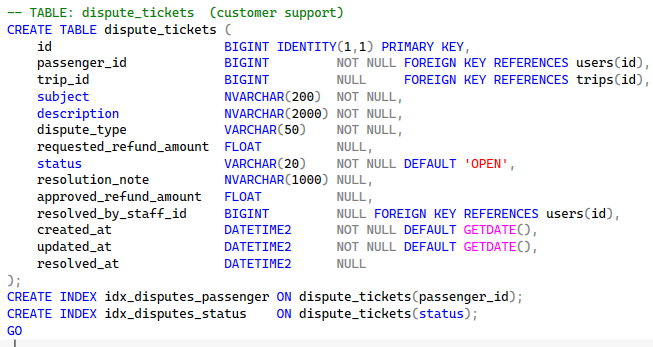 -- TABLE: dispute_tickets  (customer support)
CREATE TABLE dispute_tickets (
    id                      BIGINT IDENTITY(1,1) PRIMARY KEY,
    passenger_id            BIGINT         NOT NULL FOREIGN KEY REFERENCES users(id),
    trip_id                 BIGINT         NULL     FOREIGN KEY REFERENCES trips(id),
    subject                 NVARCHAR(200)  NOT NULL,
    description             NVARCHAR(2000) NOT NULL,
    dispute_type            VARCHAR(50)    NOT NULL,
    requested_refund_amount FLOAT          NULL,
    status                  VARCHAR(20)    NOT NULL DEFAULT 'OPEN',
    resolution_note         NVARCHAR(1000) NULL,
    approved_refund_amount  FLOAT          NULL,
    resolved_by_staff_id    BIGINT         NULL FOREIGN KEY REFERENCES users(id),
    created_at              DATETIME2      NOT NULL DEFAULT GETDATE(),
    updated_at              DATETIME2      NOT NULL DEFAULT GETDATE(),
    resolved_at             DATETIME2      NULL
);
CREATE INDEX idx_disputes_passenger ON dispute_tickets(passenger_id);
CREATE INDEX idx_disputes_status    ON dispute_tickets(status);
GO